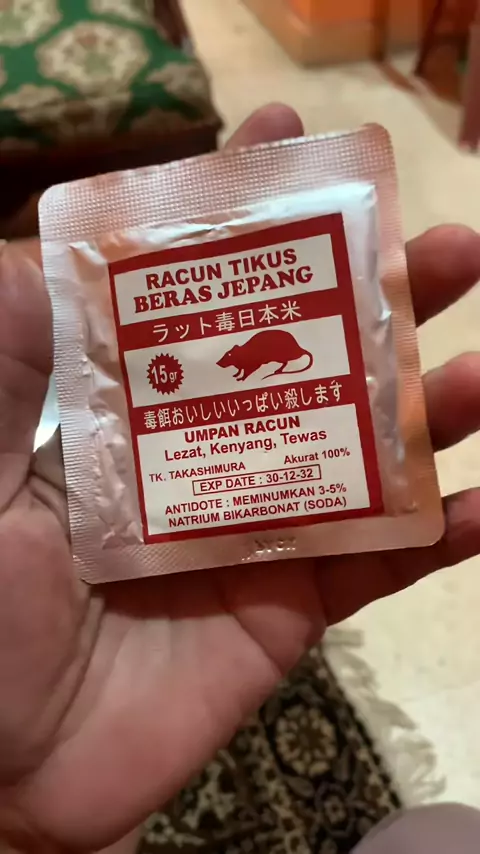 RACUN TIKUS
BERAS JEPANG
ラット毒日本米
15 gr
毒餌おいしいいっぱい殺します
UMPAN RACUN
Lezat, Kenyang, Tewas
TK. TAKASHIMURA Akurat 100%
EXP DATE : 30-12-32
ANTIDOTE : MEMINUMKAN 3-5%
NATRIUM BIKARBONAT (SODA)